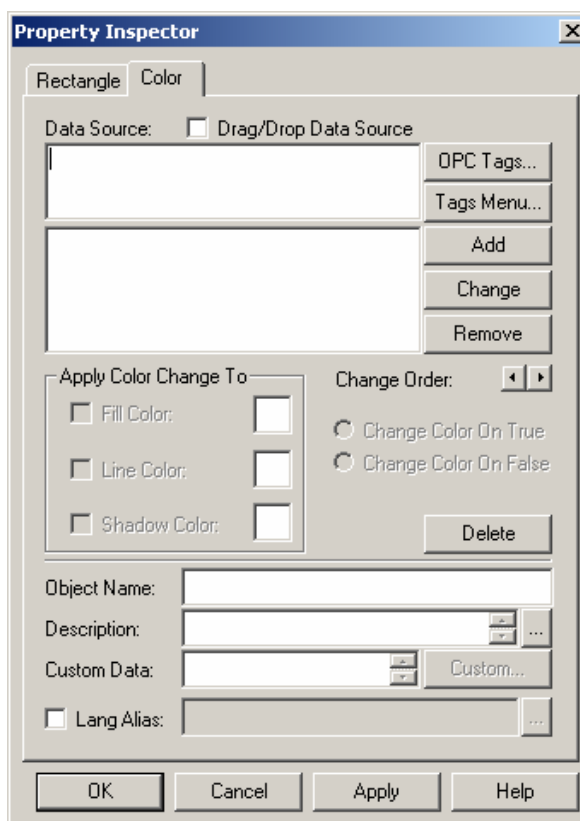 Property Inspector
Rectangle Color
Data Source: Drag/Drop Data Source
OPC Tags...
Tags Menu...
Add
Change
Remove
Apply Color Change To
Fill Color:
Line Color:
Shadow Color:
Change Order:
Change Color On True
Change Color On False
Delete
Object Name:
Description: ...
Custom Data: Custom...
Lang Alias: ...
OK Cancel Apply Help